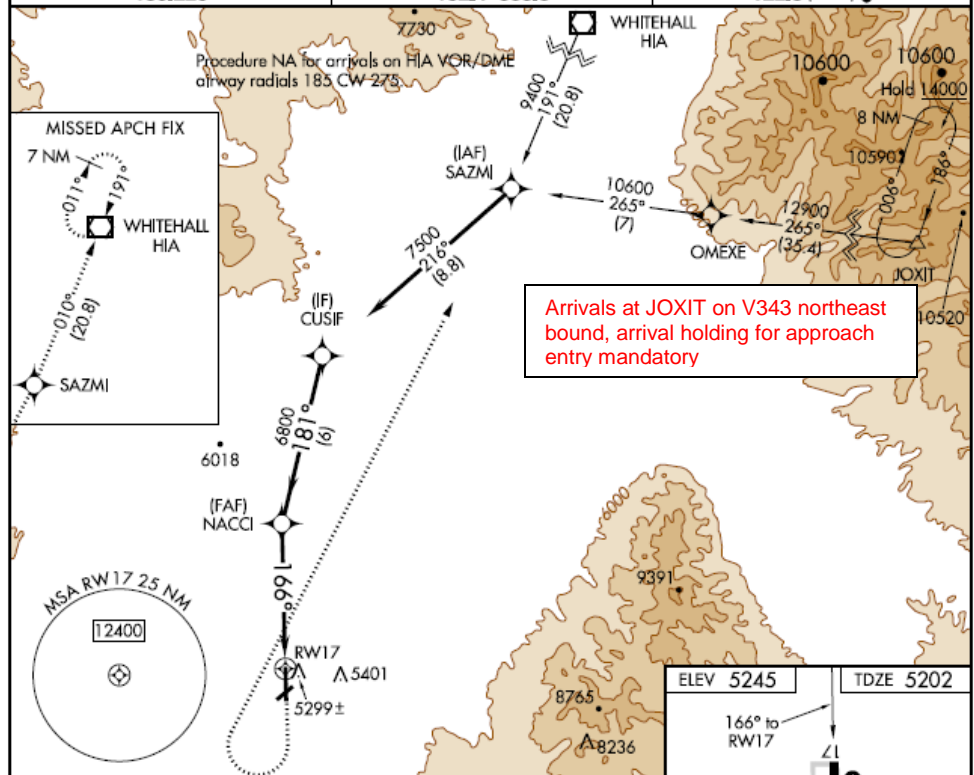 7730
WHITEHALL
HIA
Procedure NA for arrivals on HIA VOR/DME
airway radials 185 CW 275.
10600
10600
Hold 14000
8 NM
10590
186°
006°
9400
191°
(20.8)
MISSED APCH FIX
7 NM
011°
191°
WHITEHALL
HIA
010°
(20.8)
SAZMI
(IAF)
SAZMI
10600
265°
(7)
OMEXE
12900
265°
(35.4)
JOXIT
10520
7500
216°
(8.8)
Arrivals at JOXIT on V343 northeast
bound, arrival holding for approach
entry mandatory
(IF)
CUSIF
6800
181°
(6)
6018
(FAF)
NACCI
166°
6000
9391
MSA RW17 25 NM
12400
RW17
5401
5299±
8765
8236
ELEV 5245
TDZE 5202
166° to
RW17
17